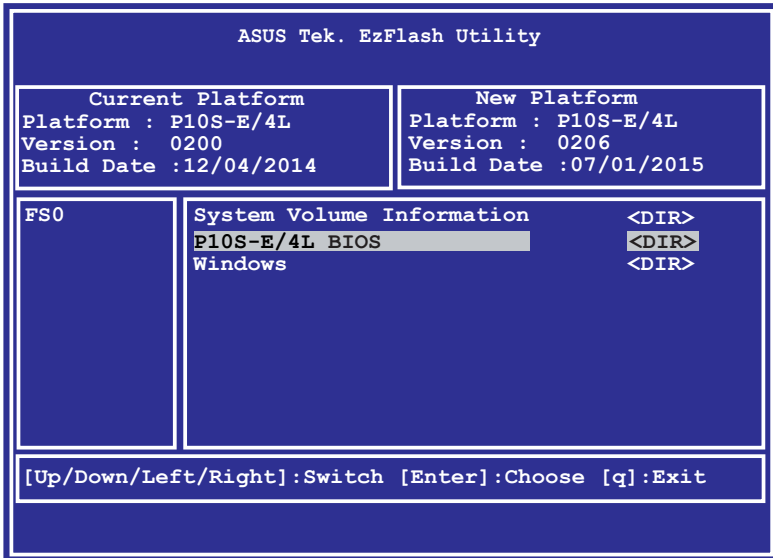 ASUS Tek. EzFlash Utility
Current Platform
Platform : P10S-E/4L
Version : 0200
Build Date :12/04/2014
New Platform
Platform : P10S-E/4L
Version : 0206
Build Date :07/01/2015
FS0
System Volume Information <DIR>
P10S-E/4L BIOS <DIR>
Windows <DIR>
[Up/Down/Left/Right]:Switch [Enter]:Choose [q]:Exit